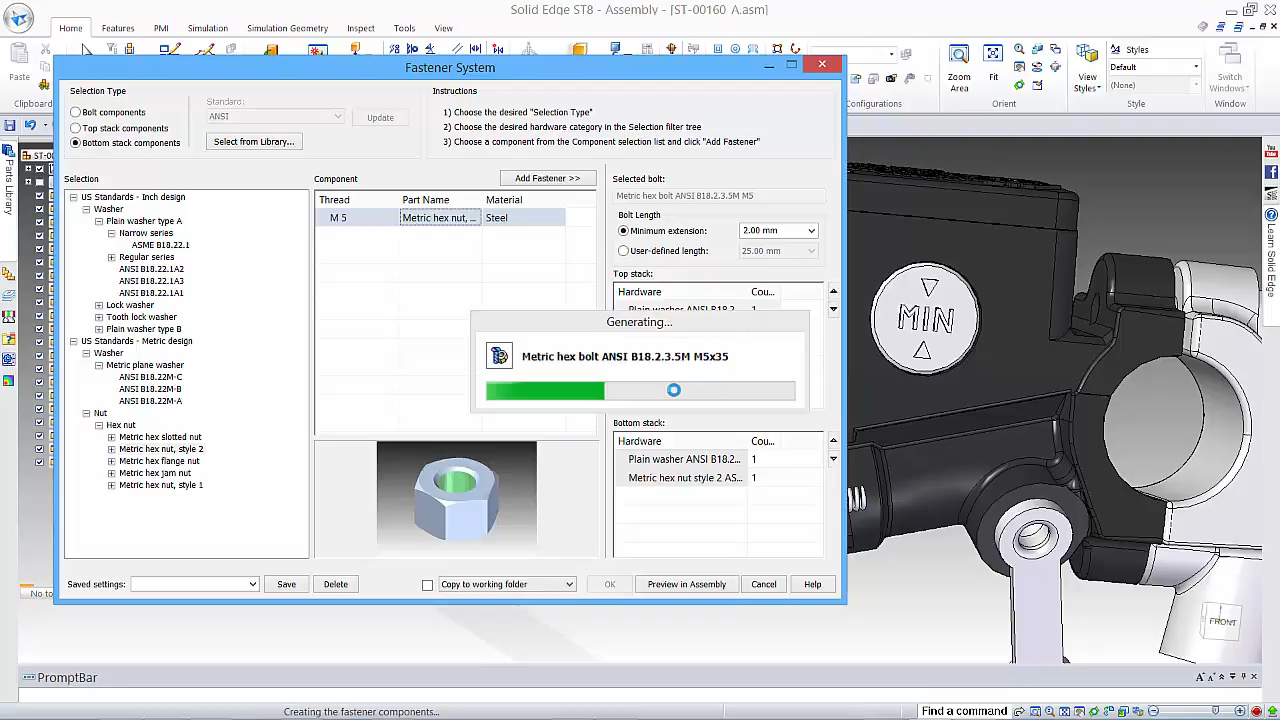 Solid Edge ST8 - Assembly - [ST-00160_A.asm]
Home Features PMI Simulation Simulation Geometry Inspect Tools View
Paste
Clipboard
Configurations
Zoom Area
Fit
Orient
View Styles
Styles
Default
(None)
Style
Switch Windows
Window
Fastener System
Selection Type
Bolt components
Top stack components
Bottom stack components
Standard:
ANSI
Update
Select from Library...
Instructions
1) Choose the desired "Selection Type"
2) Choose the desired hardware category in the Selection filter tree
3) Choose a component from the Component selection list and click "Add Fastener"
Selection
US Standards - Inch design
Washer
Plain washer type A
Narrow series
ASME B18.22.1
Regular series
ANSI B18.22.1A2
ANSI B18.22.1A3
ANSI B18.22.1A1
Lock washer
Tooth lock washer
Plain washer type B
US Standards - Metric design
Washer
Metric plane washer
ANSI B18.22M-C
ANSI B18.22M-B
ANSI B18.22M-A
Nut
Hex nut
Metric hex slotted nut
Metric hex nut, style 2
Metric hex flange nut
Metric hex jam nut
Metric hex nut, style 1
Component
Add Fastener >>
Thread Part Name Material
M 5 Metric hex nut, ... Steel
Selected bolt:
Metric hex bolt ANSI B18.2.3.5M M5
Bolt Length
Minimum extension: 2.00 mm
User-defined length: 25.00 mm
Top stack:
Hardware Cou...
Plain washer ANSI B18.2... 1
Generating...
Metric hex bolt ANSI B18.2.3.5M M5x35
Bottom stack:
Hardware Cou...
Plain washer ANSI B18.2... 1
Metric hex nut style 2 AS... 1
Saved settings:
Save
Delete
Copy to working folder
OK
Preview in Assembly
Cancel
Help
Parts Library
ST-00
No to
MIN
FRONT
You
Learn Solid Edge
PromptBar
Creating the fastener components...
Find a command